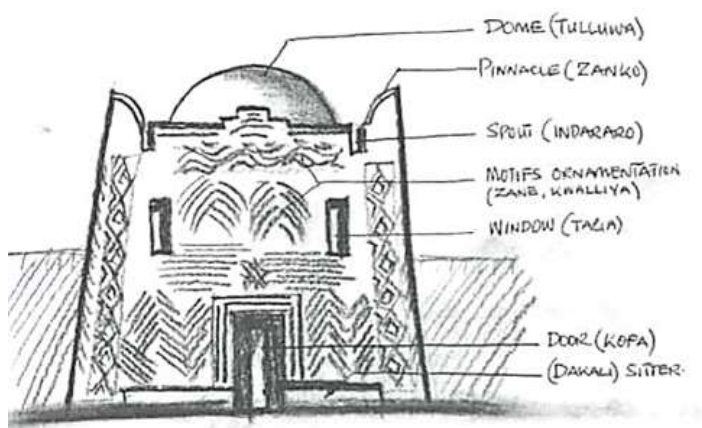 DOME (TULLUWA)
PINNACLE (ZANKO)
SPOUT (INDARARO)
MOTIFS ORNAMENTATION
(ZANE, KWALLIYA)
WINDOW (TAGA)
DOOR (KOFA)
(DAKALI) SITTER.